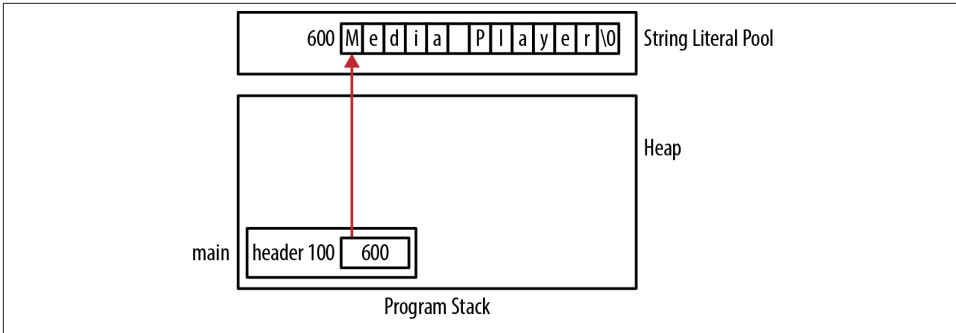 600 M e d i a P l a y e r \0 String Literal Pool
Heap
main header 100 600
Program Stack